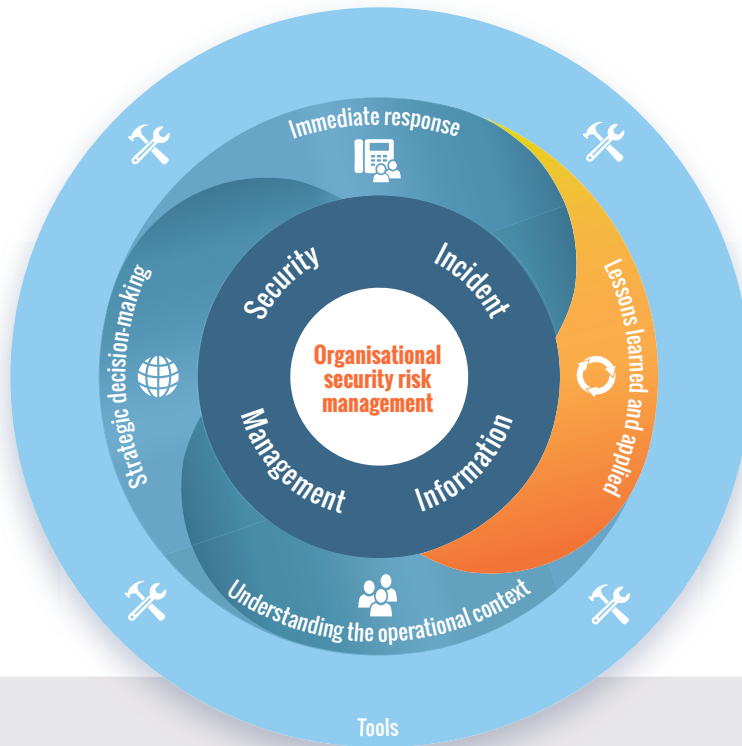 Immediate response
Security
Incident
Strategic decision-making
Organisational
security risk
management
Lessons learned and applied
Management
Information
Understanding the operational context
Tools